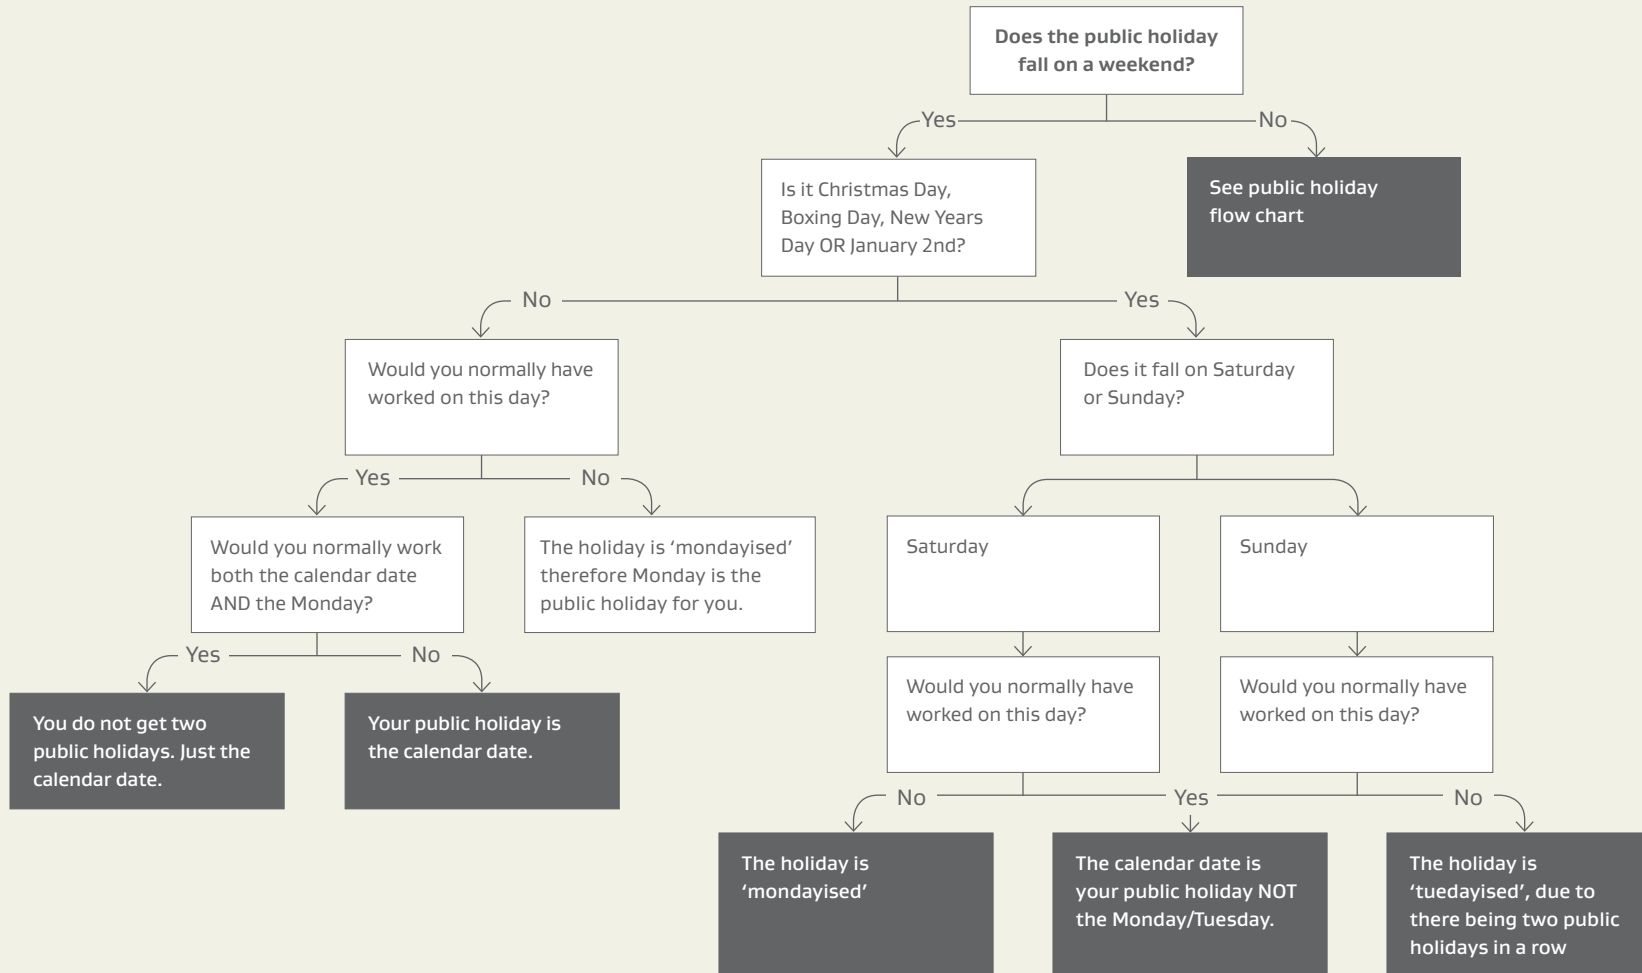 Does the public holiday
fall on a weekend?
Yes
No
Is it Christmas Day,
Boxing Day, New Years
Day OR January 2nd?
See public holiday
flow chart
No
Yes
Would you normally have
worked on this day?
Does it fall on Saturday
or Sunday?
Yes
No
Would you normally work
both the calendar date
AND the Monday?
The holiday is ‘mondayised’
therefore Monday is the
public holiday for you.
Saturday
Sunday
Yes
No
Would you normally have
worked on this day?
Would you normally have
worked on this day?
You do not get two
public holidays. Just the
calendar date.
Your public holiday is
the calendar date.
No
Yes
No
The holiday is
‘mondayised’
The calendar date is
your public holiday NOT
the Monday/Tuesday.
The holiday is
‘tuedayised’, due to
there being two public
holidays in a row